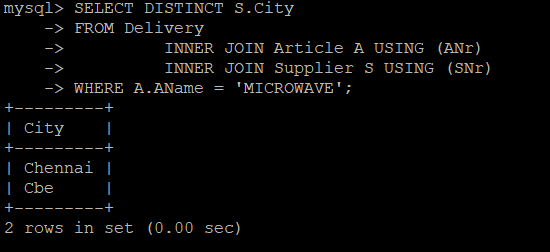 mysql> SELECT DISTINCT S.City
    -> FROM Delivery
    ->          INNER JOIN Article A USING (ANr)
    ->          INNER JOIN Supplier S USING (SNr)
    -> WHERE A.AName = 'MICROWAVE';
+---------+
| City    |
+---------+
| Chennai |
| Cbe     |
+---------+
2 rows in set (0.00 sec)